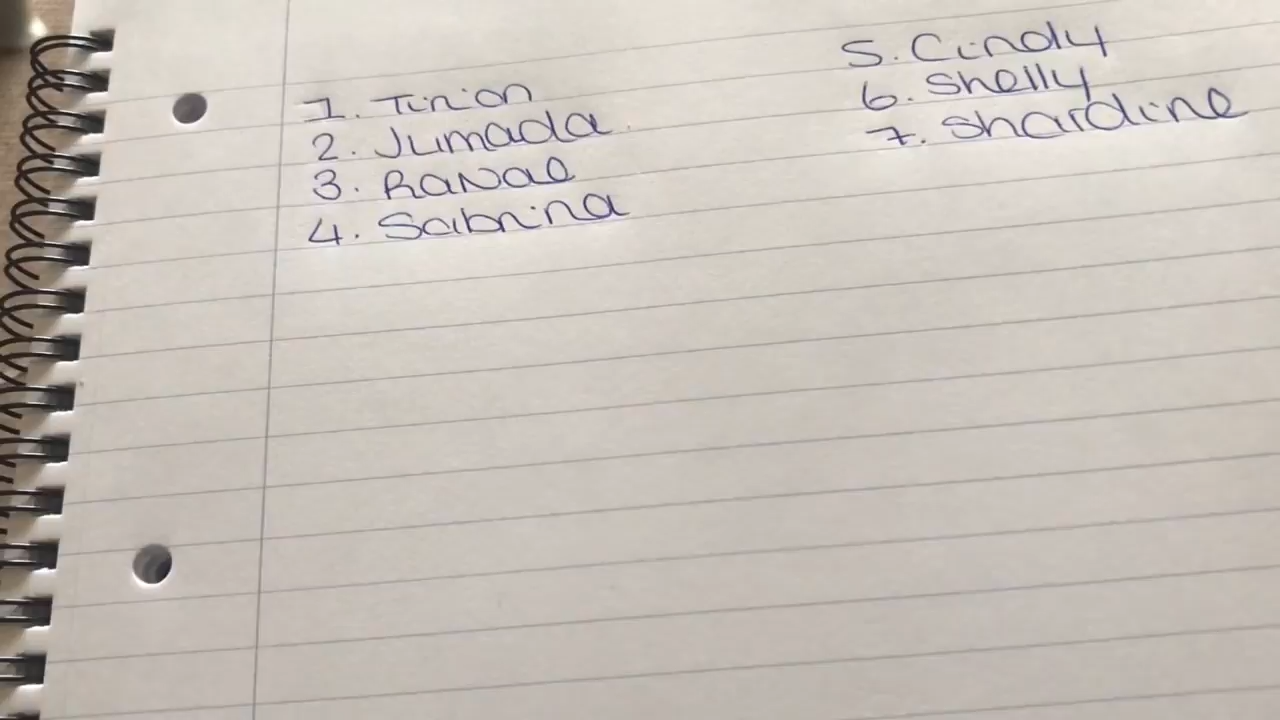 1. Tirion
2. Jumada
3. RaNae
4. Sabrina
5. Cindy
6. Shelly
7. Shardine